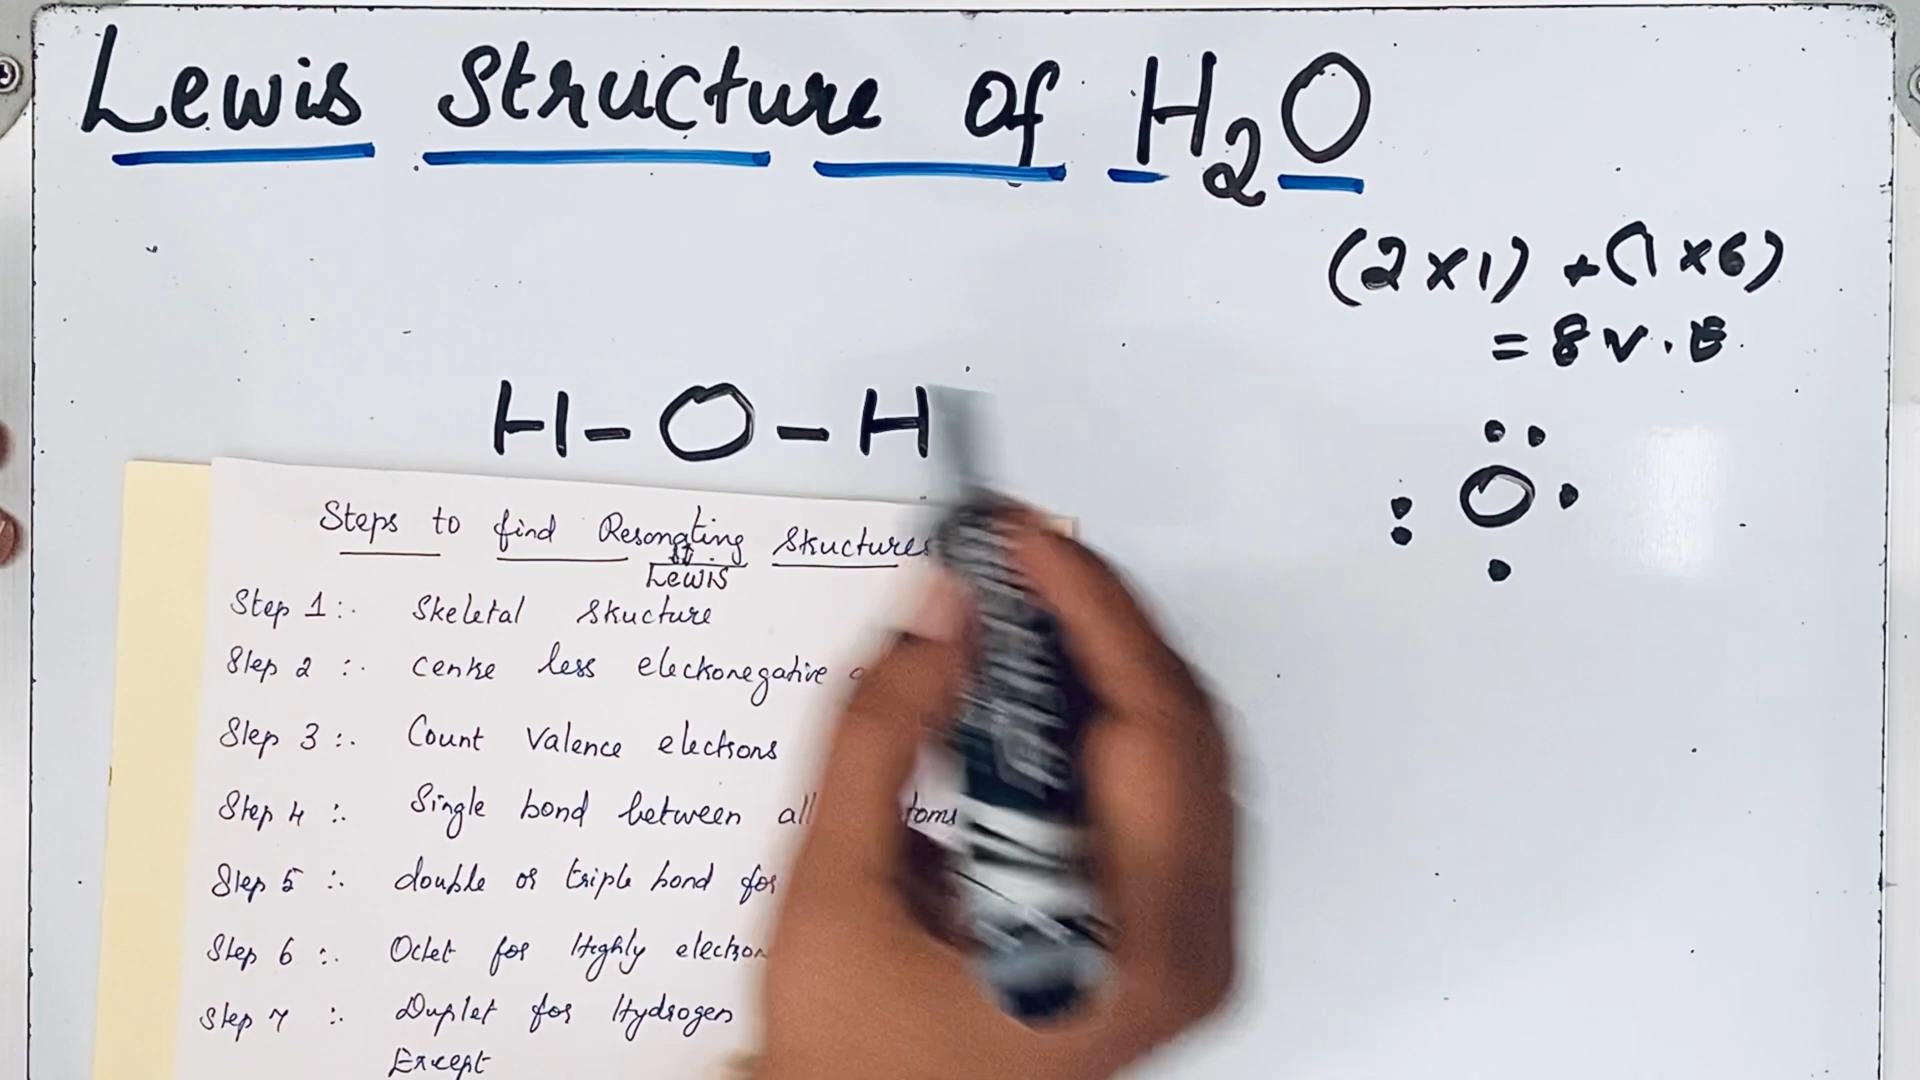 Lewis Structure of H₂O
(2 x 1) + (1 x 6)
= 8 V.E
H - O - H
O
Steps to find Resonating Structures
or
Lewis
Step 1 :. Skeletal structure
Step 2 :. centre less electronegative
Step 3 :. Count Valence electrons
Step 4 :. Single bond between all
Step 5 :. double or triple bond for
Step 6 :. Octet for Highly
Step 7 :. Duplet for Hydrogen
Except